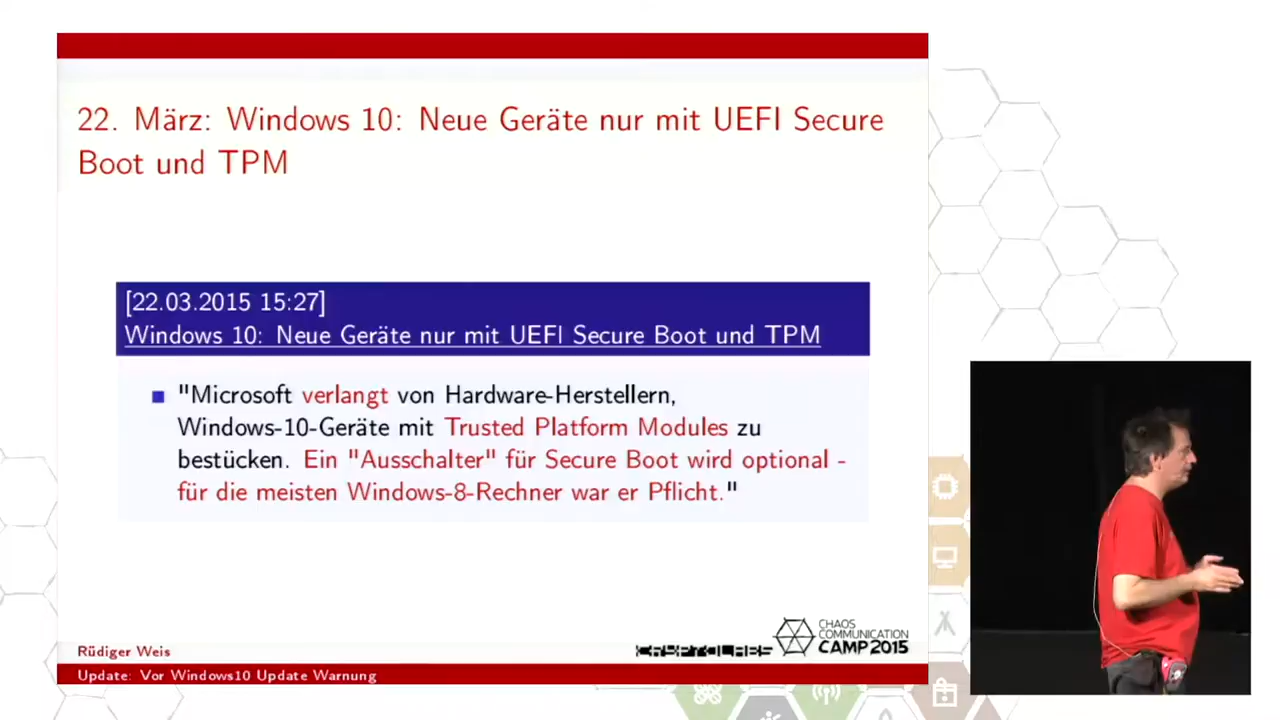 22. März: Windows 10: Neue Geräte nur mit UEFI Secure
Boot und TPM
[22.03.2015 15:27]
Windows 10: Neue Geräte nur mit UEFI Secure Boot und TPM
"Microsoft verlangt von Hardware-Herstellern,
Windows-10-Geräte mit Trusted Platform Modules zu
bestücken. Ein "Ausschalter" für Secure Boot wird optional -
für die meisten Windows-8-Rechner war er Pflicht."
Rüdiger Weis
CRYPTOLABS
CHAOS
COMMUNICATION
CAMP 2015
Update: Vor Windows10 Update Warnung